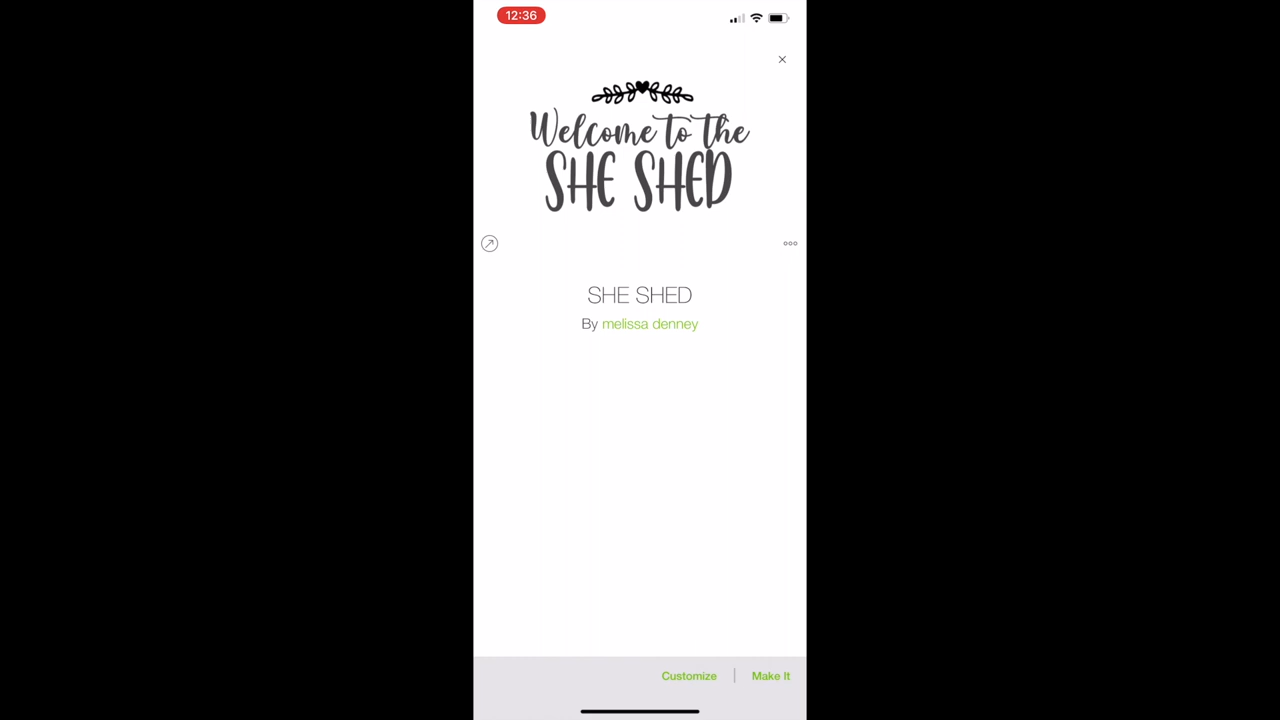 12:36
Welcome to the
SHE SHED
SHE SHED
By melissa denney
Customize | Make It